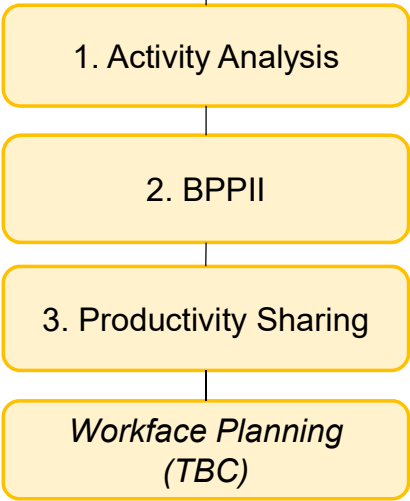 1. Activity Analysis
2. BPPII
3. Productivity Sharing
Workface Planning
(TBC)